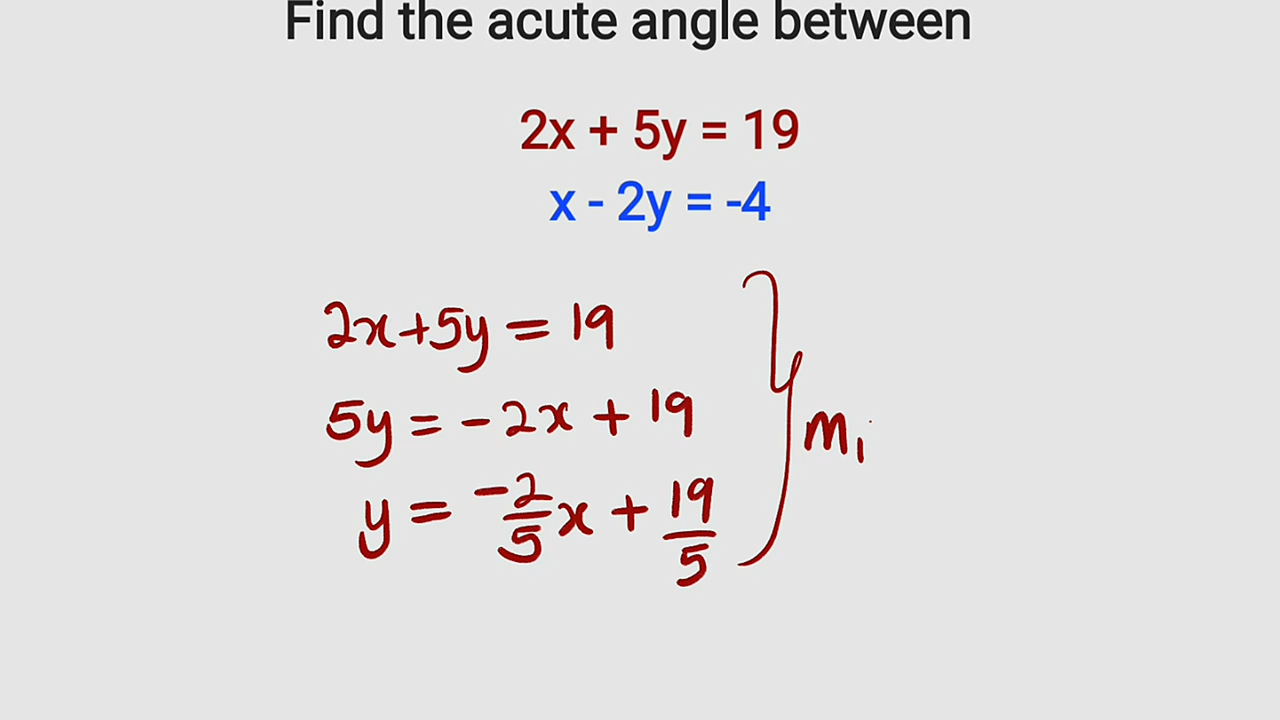 Find the acute angle between
2x + 5y = 19
x - 2y = -4
2x+5y = 19
5y = -2x + 19
y = -2/5 x + 19/5
m₁